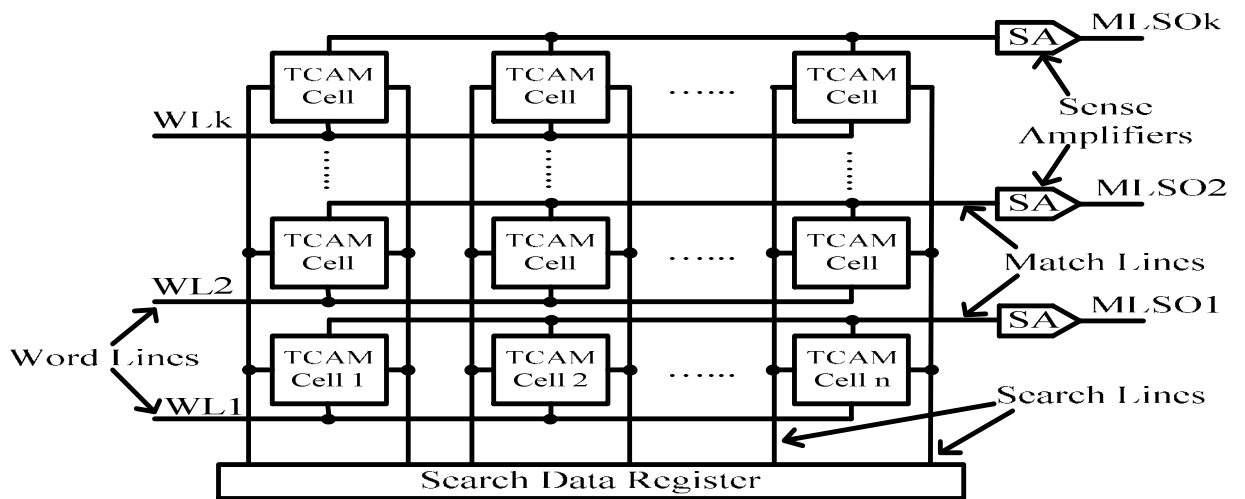 MLSOk
SA
TCAM Cell
TCAM Cell
......
TCAM Cell
Sense Amplifiers
WLk
MLSO2
SA
TCAM Cell
TCAM Cell
......
TCAM Cell
Match Lines
WL2
MLSO1
SA
Word Lines
TCAM Cell 1
TCAM Cell 2
......
TCAM Cell n
Search Lines
WL1
Search Data Register